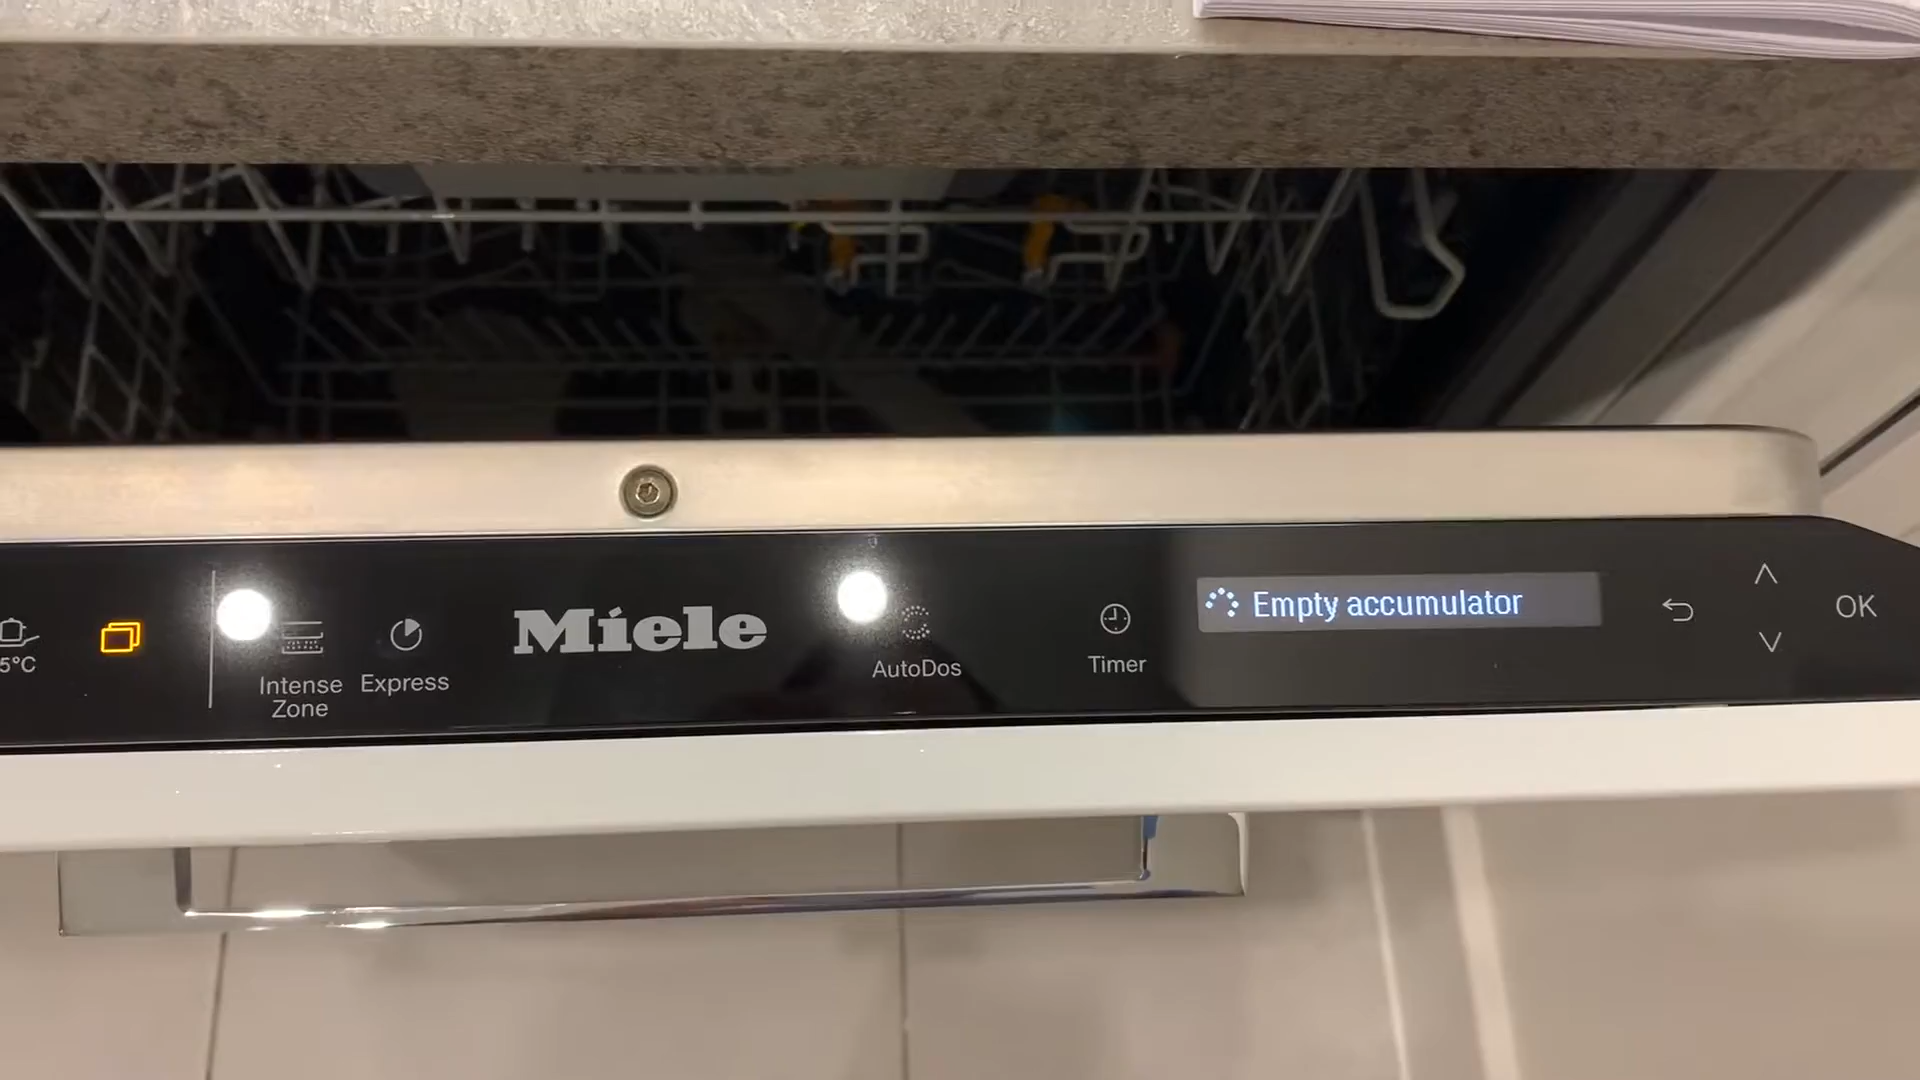 5°C
Intense
Zone
Express
Miele
AutoDos
Timer
Empty accumulator
OK